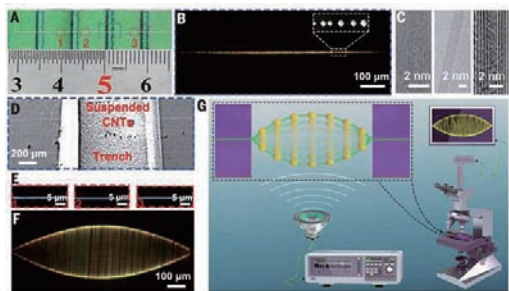 A
1
2
3
3 4 5 6
(mm)
B
100 μm
C
2 nm
2 nm
2 nm
D
Suspended
CNTs
Trench
200 μm
E
5 μm
5 μm
5 μm
F
100 μm
G